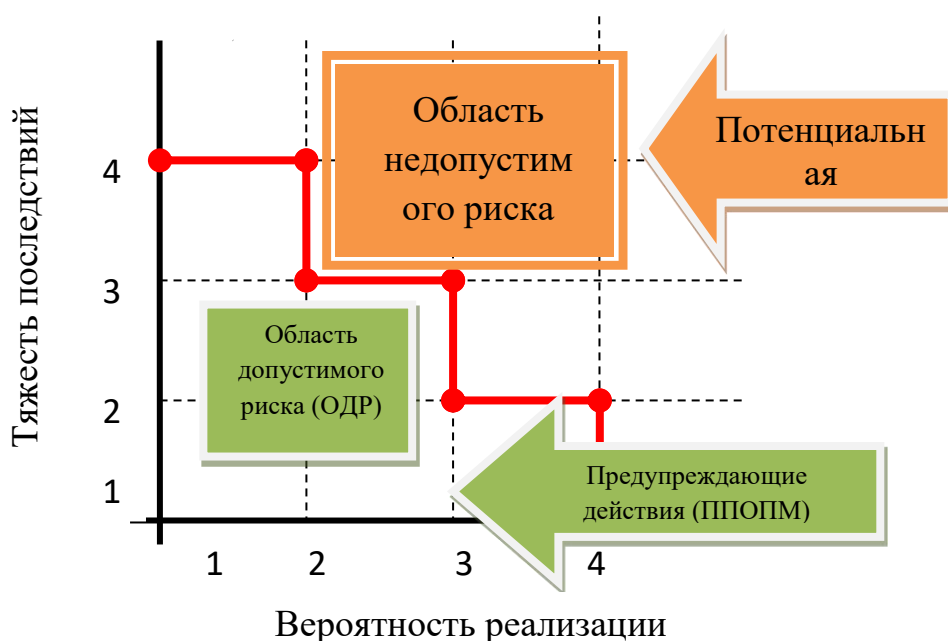 Тяжесть последствий
4
3
2
1
Область
недопустим
ого риска
Потенциальн
ая
Область
допустимого
риска (ОДР)
Предупреждающие
действия (ППОПМ)
1
2
3
4
Вероятность реализации